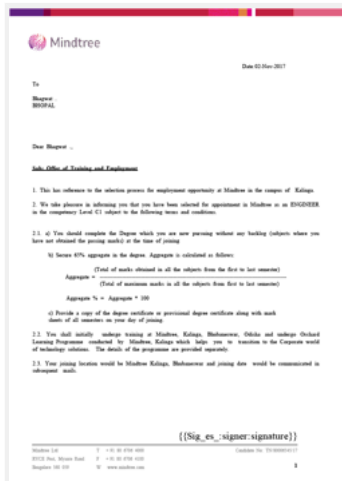 Mindtree
Date 02-Nov-2017
To
Bhagwat .
BHOPAL
Dear Bhagwat .,
Sub: Offer of Training and Employment
1. This has reference to the selection process for employment opportunity at Mindtree in the campus of Kalinga.
2. We take pleasure in informing you that you have been selected for appointment in Mindtree as an ENGINEER
in the competency Level C1 subject to the following terms and conditions.
2.1. a) You should complete the Degree which you are now pursuing without any backlog (subjects where you
have not obtained the passing marks) at the time of joining
b) Secure 65% aggregate in the degree. Aggregate is calculated as follows:
(Total of marks obtained in all the subjects from the first to last semester)
Aggregate =
(Total of maximum marks in all the subjects from the first to last semester)
Aggregate % = Aggregate * 100
c) Provide a copy of the degree certificate or provisional degree certificate along with mark
sheets of all semesters on your day of joining.
2.2. You shall initially undergo training at Mindtree, Kalinga, Bhubaneswar, Odisha and undergo Orchard
Learning Programme conducted by Mindtree, Kalinga which helps you to transition to the Corporate world
of technology solutions. The details of the programme are provided separately.
2.3. Your joining location would be Mindtree Kalinga, Bhubaneswar and joining date would be communicated in
subsequent mails.
{{Sig_es_:signer:signature}}
Mindtree Ltd
Candidate No
RVCE Post, Mysore Road
W www.mindtree.com
1